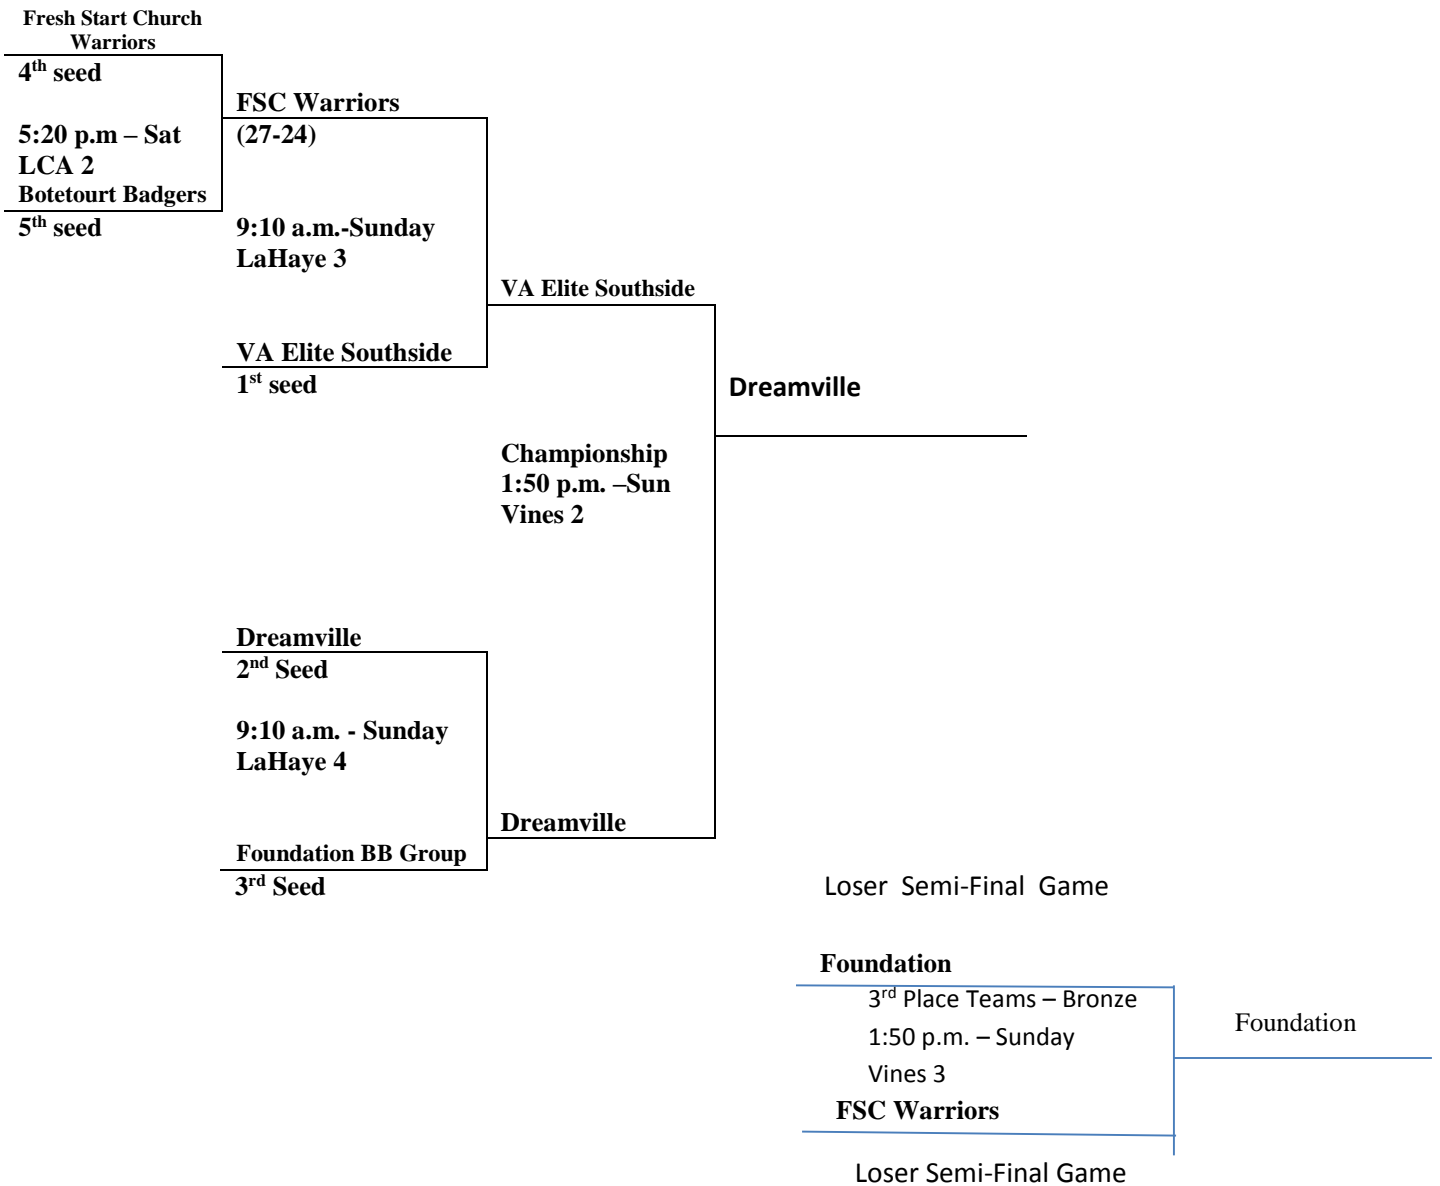 Fresh Start Church
Warriors
4th seed
5:20 p.m – Sat
LCA 2
Botetourt Badgers
5th seed
FSC Warriors
(27-24)
9:10 a.m.-Sunday
LaHaye 3
VA Elite Southside
1st seed
VA Elite Southside
Championship
1:50 p.m. –Sun
Vines 2
Dreamville
Dreamville
2nd Seed
9:10 a.m. - Sunday
LaHaye 4
Foundation BB Group
3rd Seed
Dreamville
Loser Semi-Final Game
Foundation
3rd Place Teams – Bronze
1:50 p.m. – Sunday
Vines 3
FSC Warriors
Loser Semi-Final Game
Foundation